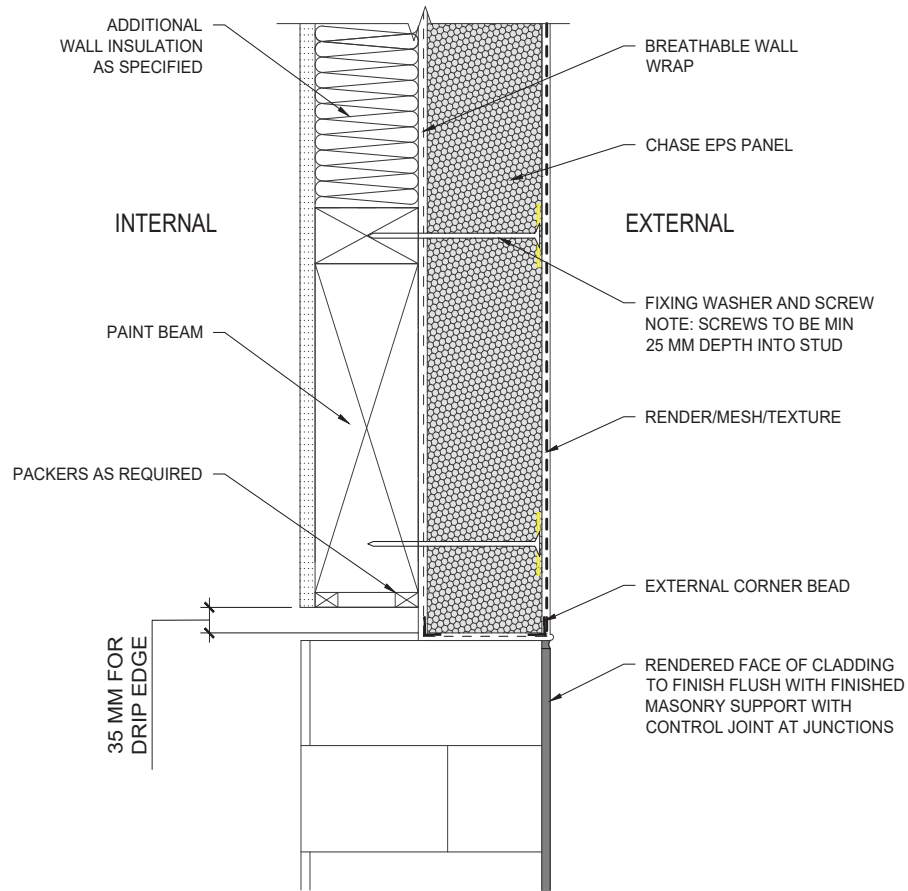 ADDITIONAL
WALL INSULATION
AS SPECIFIED
BREATHABLE WALL
WRAP
CHASE EPS PANEL
INTERNAL
EXTERNAL
FIXING WASHER AND SCREW
NOTE: SCREWS TO BE MIN
25 MM DEPTH INTO STUD
PAINT BEAM
RENDER/MESH/TEXTURE
PACKERS AS REQUIRED
EXTERNAL CORNER BEAD
35 MM FOR
DRIP EDGE
RENDERED FACE OF CLADDING
TO FINISH FLUSH WITH FINISHED
MASONRY SUPPORT WITH
CONTROL JOINT AT JUNCTIONS